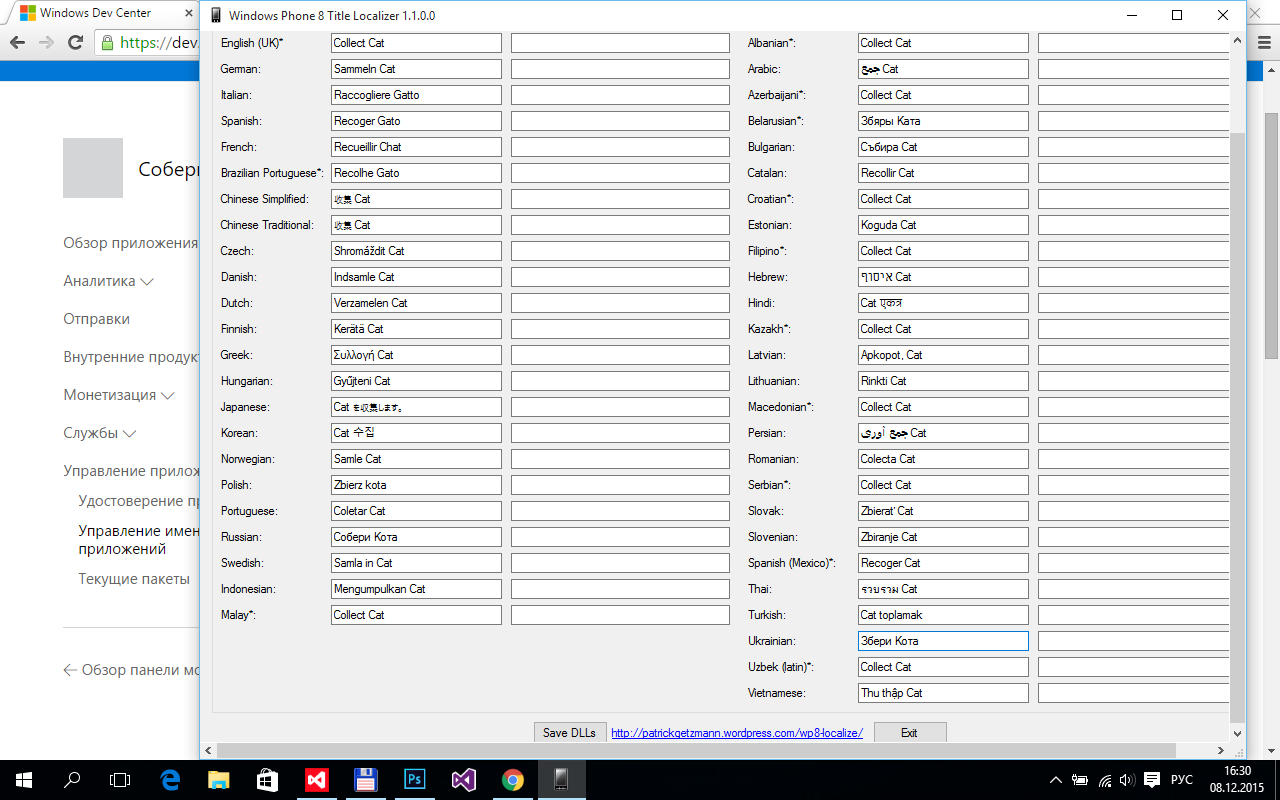 Windows Dev Center
Windows Phone 8 Title Localizer 1.1.0.0
https://dev.
Собер
Обзор приложения
Аналитика
Отправки
Внутренние продук
Монетизация
Службы
Управление прилож
Удостоверение пр
Управление имен
приложений
Текущие пакеты
Обзор панели мо
English (UK)* Collect Cat
German: Sammeln Cat
Italian: Raccogliere Gatto
Spanish: Recoger Gato
French: Recueillir Chat
Brazilian Portuguese*: Recolhe Gato
Chinese Simplified: 收集 Cat
Chinese Traditional: 收集 Cat
Czech: Shromáždit Cat
Danish: Indsamle Cat
Dutch: Verzamelen Cat
Finnish: Kerätä Cat
Greek: Συλλογή Cat
Hungarian: Gyűjteni Cat
Japanese: Cat を収集します。
Korean: Cat 수집
Norwegian: Samle Cat
Polish: Zbierz kota
Portuguese: Coletar Cat
Russian: Собери Кота
Swedish: Samla in Cat
Indonesian: Mengumpulkan Cat
Malay*: Collect Cat
Albanian*: Collect Cat
Arabic: جمع Cat
Azerbaijani*: Collect Cat
Belarusian*: Збяры Ката
Bulgarian: Събира Cat
Catalan: Recollir Cat
Croatian*: Collect Cat
Estonian: Koguda Cat
Filipino*: Collect Cat
Hebrew: איסוף Cat
Hindi: Cat एकत्र
Kazakh*: Collect Cat
Latvian: Apkopot, Cat
Lithuanian: Rinkti Cat
Macedonian*: Collect Cat
Persian: جمع آوری Cat
Romanian: Colecta Cat
Serbian*: Collect Cat
Slovak: Zbierať Cat
Slovenian: Zbiranje Cat
Spanish (Mexico)*: Recoger Cat
Thai: รวบรวม Cat
Turkish: Cat toplamak
Ukrainian: Збери Кота
Uzbek (latin)*: Collect Cat
Vietnamese: Thu thập Cat
Save DLLs http://patrickgetzmann.wordpress.com/wp8-localize/ Exit
Ps
РУС
16:30
08.12.2015